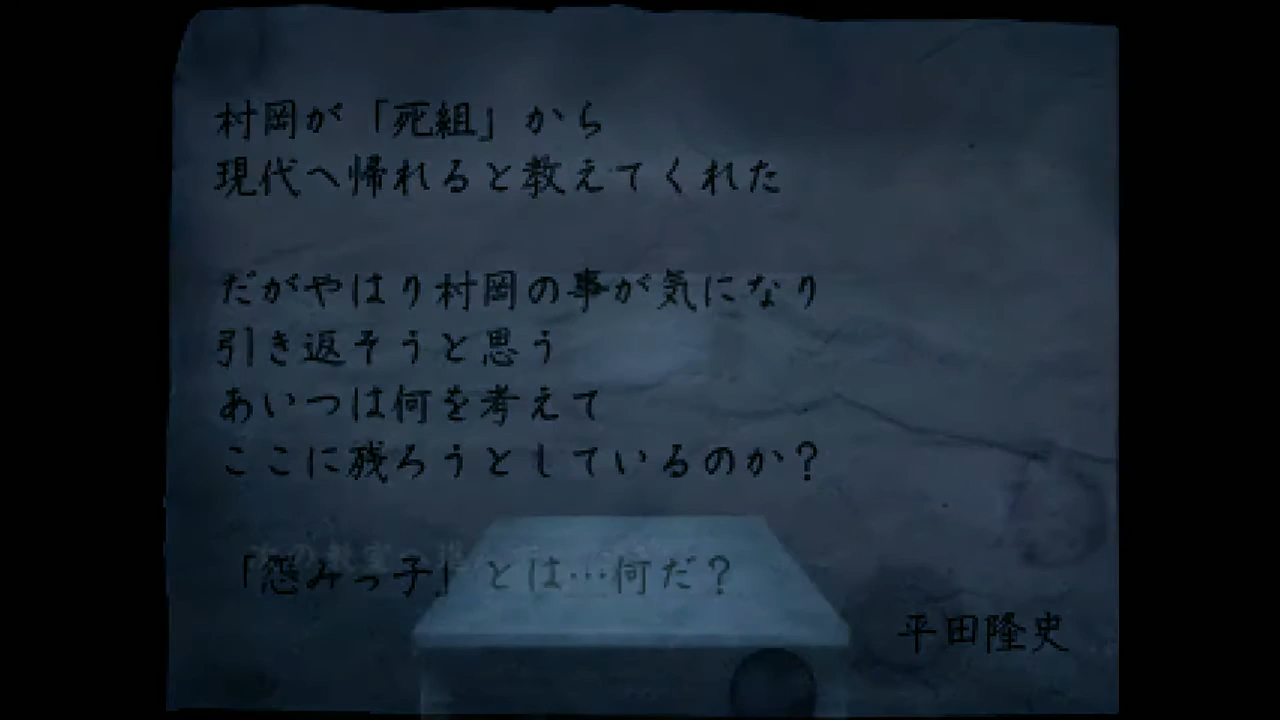 村岡が「死組」から
現代へ帰れると教えてくれた
だがやはり村岡の事が気になり
引き返そうと思う
あいつは何を考えて
ここに残ろうとしているのか?
「怨みっ子」とは…何だ?
平田隆史